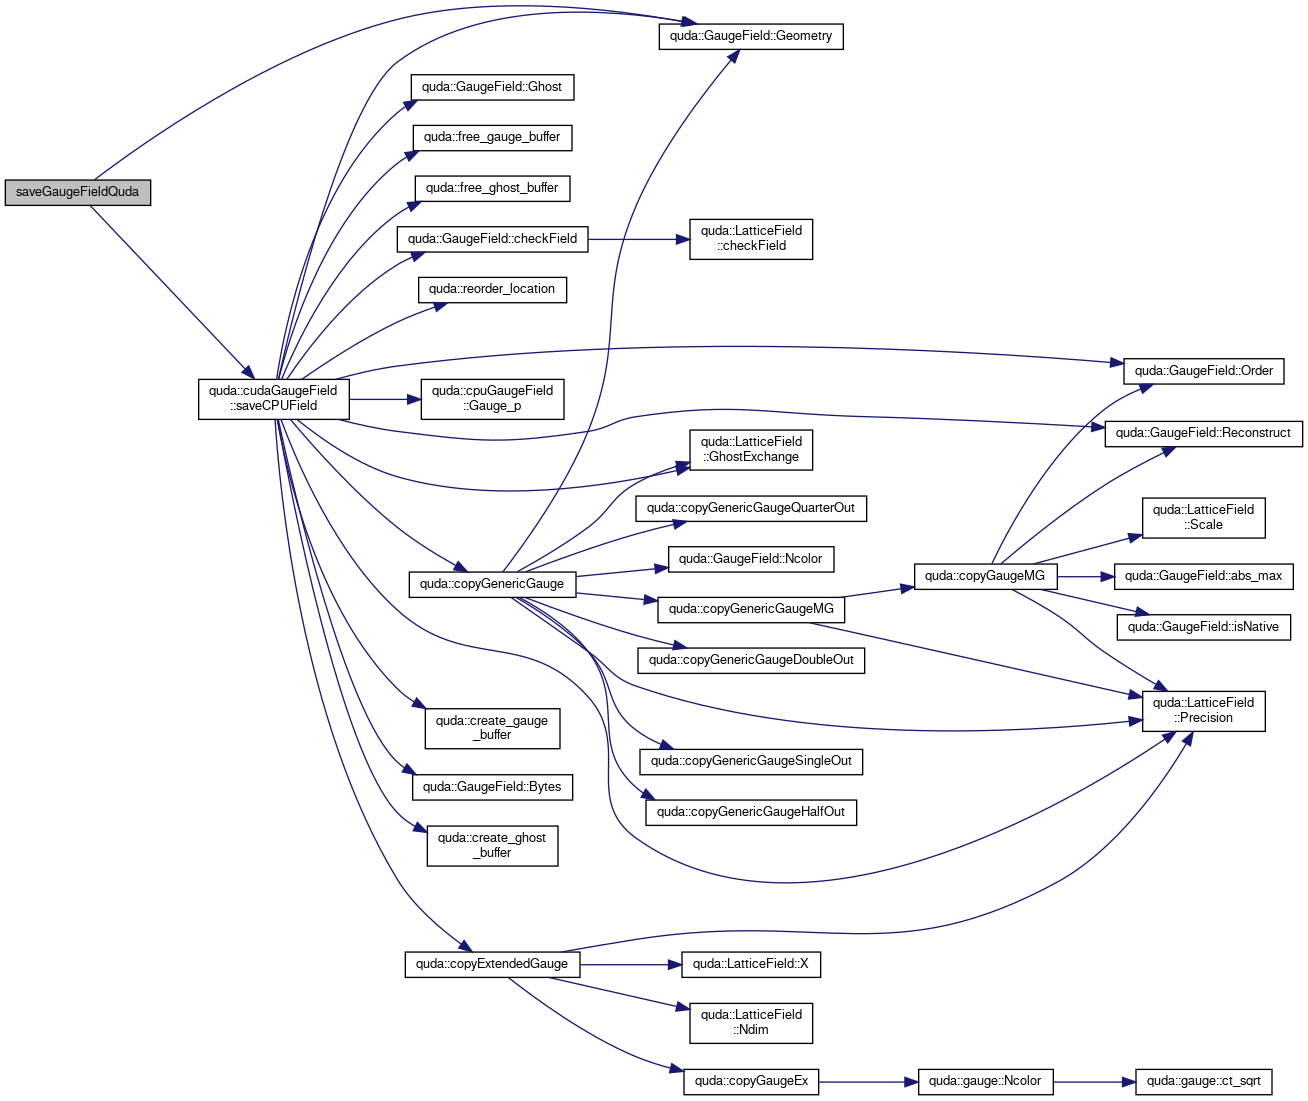 quda::GaugeField::Geometry
quda::GaugeField::Ghost
quda::free_gauge_buffer
saveGaugeFieldQuda
quda::free_ghost_buffer
quda::GaugeField::checkField
quda::LatticeField
::checkField
quda::reorder_location
quda::GaugeField::Order
quda::cudaGaugeField
::saveCPUField
quda::cpuGaugeField
::Gauge_p
quda::GaugeField::Reconstruct
quda::LatticeField
::GhostExchange
quda::copyGenericGaugeQuarterOut
quda::LatticeField
::Scale
quda::GaugeField::Ncolor
quda::copyGenericGauge
quda::copyGaugeMG
quda::GaugeField::abs_max
quda::copyGenericGaugeMG
quda::GaugeField::isNative
quda::copyGenericGaugeDoubleOut
quda::LatticeField
::Precision
quda::create_gauge
_buffer
quda::copyGenericGaugeSingleOut
quda::GaugeField::Bytes
quda::copyGenericGaugeHalfOut
quda::create_ghost
_buffer
quda::copyExtendedGauge
quda::LatticeField::X
quda::LatticeField
::Ndim
quda::copyGaugeEx
quda::gauge::Ncolor
quda::gauge::ct_sqrt